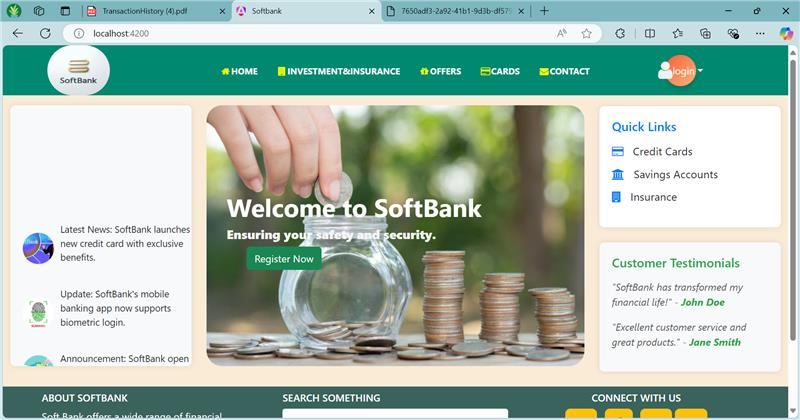 TransactionHistory (4).pdf
Softbank
7650adf3-2a92-41b1-9d3b-df579
localhost:4200
SoftBank
HOME
INVESTMENT&INSURANCE
OFFERS
CARDS
CONTACT
login
Latest News: SoftBank launches
new credit card with exclusive
benefits.
Update: SoftBank's mobile
banking app now supports
biometric login.
Announcement: SoftBank open
Welcome to SoftBank
Ensuring your safety and security.
Register Now
Quick Links
Credit Cards
Savings Accounts
Insurance
Customer Testimonials
"SoftBank has transformed my
financial life!" - John Doe
"Excellent customer service and
great products." - Jane Smith
ABOUT SOFTBANK
Soft Bank offers a wide range of financial
SEARCH SOMETHING
CONNECT WITH US